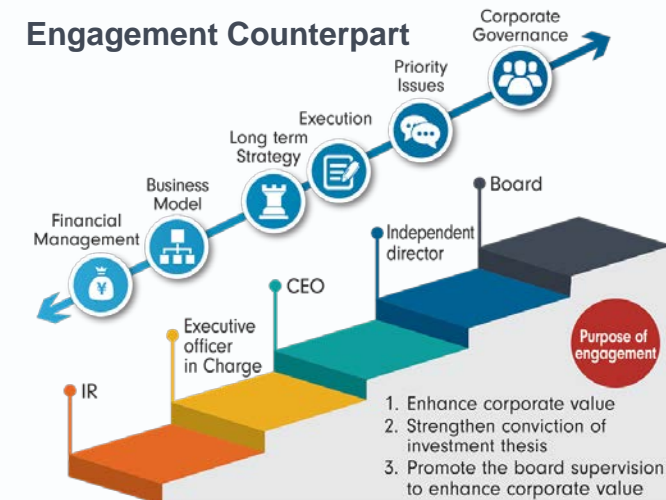 Engagement Counterpart
Corporate
Governance
Priority
Issues
Execution
Long term
Strategy
Business
Model
Financial
Management
¥
Board
Independent
director
CEO
Executive
officer
in Charge
IR
Purpose of
engagement
1. Enhance corporate value
2. Strengthen conviction of
investment thesis
3. Promote the board supervision
to enhance corporate value